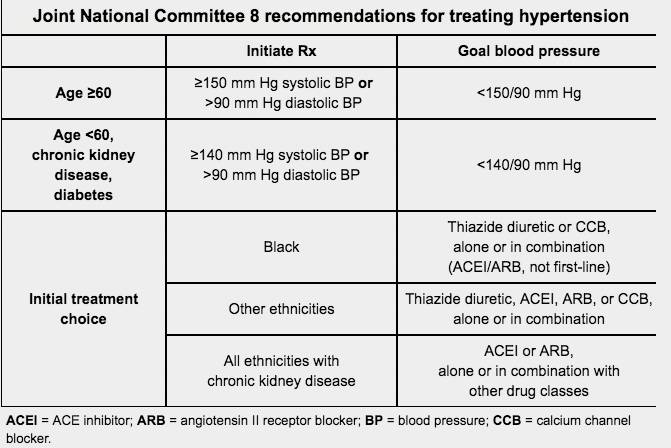 Joint National Committee 8 recommendations for treating hypertension
Initiate Rx
Goal blood pressure
Age ≥60
≥150 mm Hg systolic BP or
>90 mm Hg diastolic BP
<150/90 mm Hg
Age <60,
chronic kidney
disease,
diabetes
≥140 mm Hg systolic BP or
>90 mm Hg diastolic BP
<140/90 mm Hg
Initial treatment
choice
Black
Thiazide diuretic or CCB,
alone or in combination
(ACEI/ARB, not first-line)
Other ethnicities
Thiazide diuretic, ACEI, ARB, or CCB,
alone or in combination
All ethnicities with
chronic kidney disease
ACEI or ARB,
alone or in combination with
other drug classes
ACEI = ACE inhibitor; ARB = angiotensin II receptor blocker; BP = blood pressure; CCB = calcium channel
blocker.